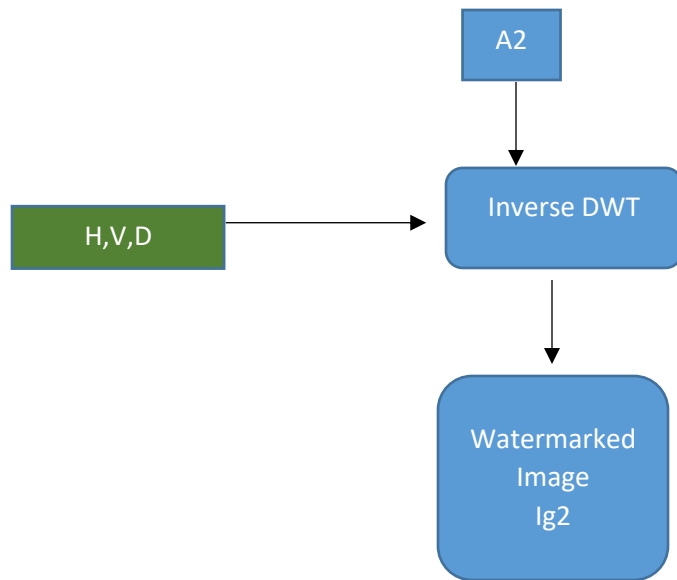 A2
Inverse DWT
H,V,D
Watermarked
Image
Ig2